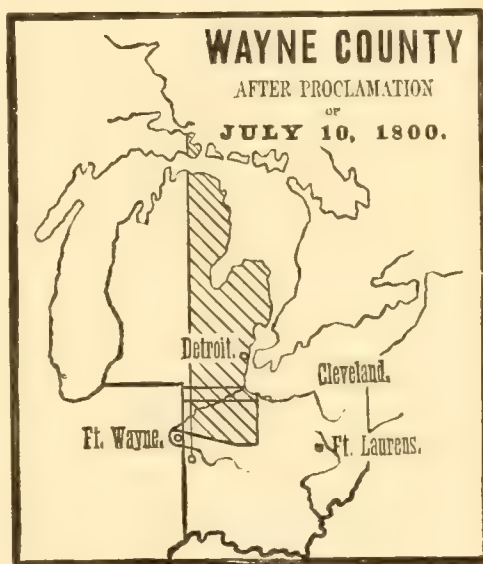 WAYNE COUNTY
AFTER PROCLAMATION
OF
JULY 10, 1800.
Detroit.
Cleveland.
Ft. Wayne.
Ft. Laurens.